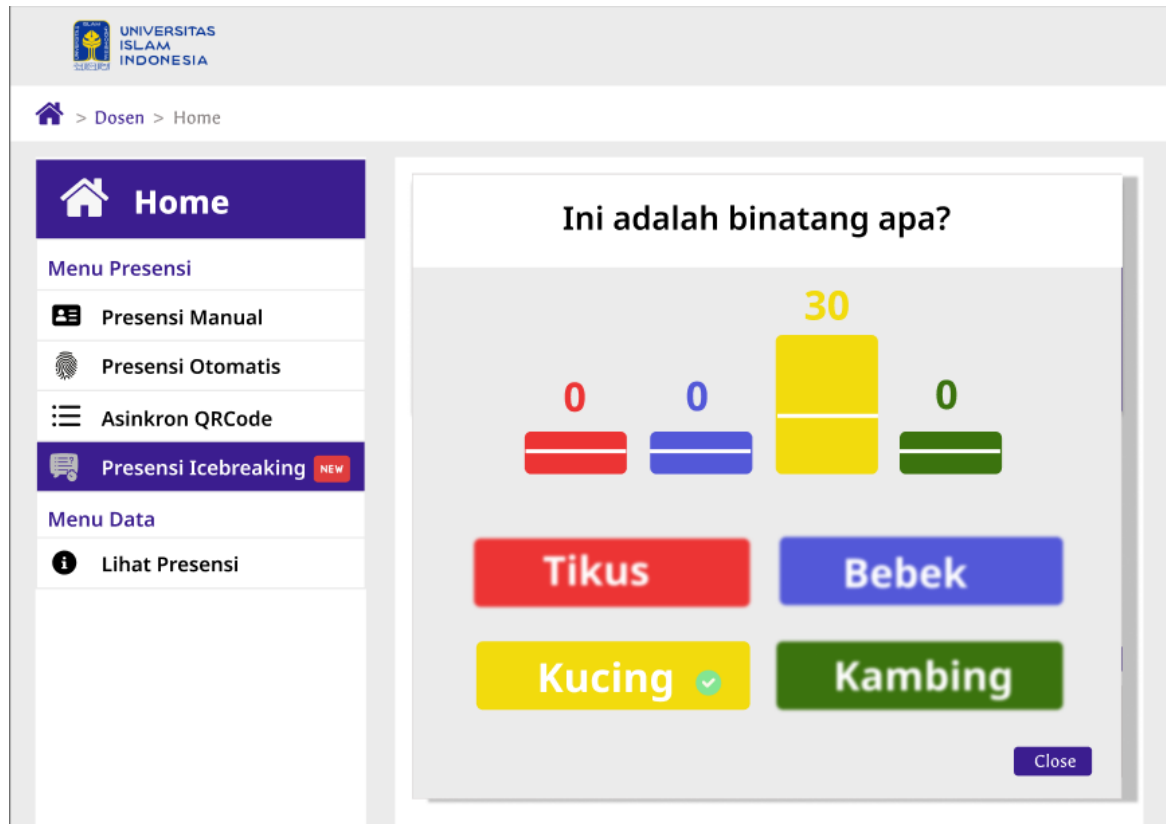 UNIVERSITAS
ISLAM
INDONESIA
> Dosen > Home
Home
Menu Presensi
Presensi Manual
Presensi Otomatis
Asinkron QRCode
Presensi Icebreaking NEW
Menu Data
Lihat Presensi
Ini adalah binatang apa?
30
0 0 0
Tikus Bebek
Kucing Kambing
Close